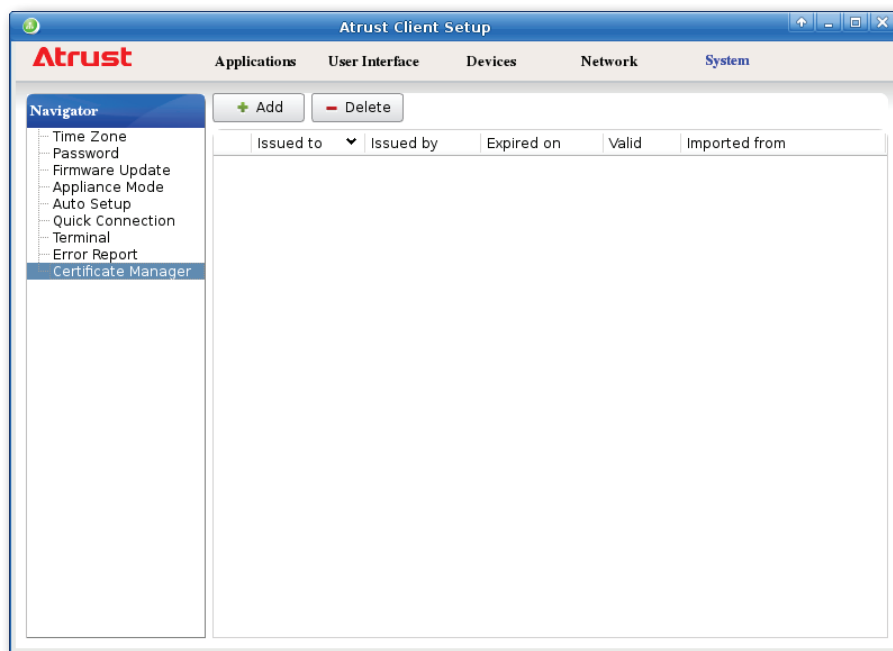 Atrust Client Setup
Atrust
Applications User Interface Devices Network System
Navigator
Time Zone
Password
Firmware Update
Appliance Mode
Auto Setup
Quick Connection
Terminal
Error Report
Certificate Manager
Add Delete
Issued to Issued by Expired on Valid Imported from